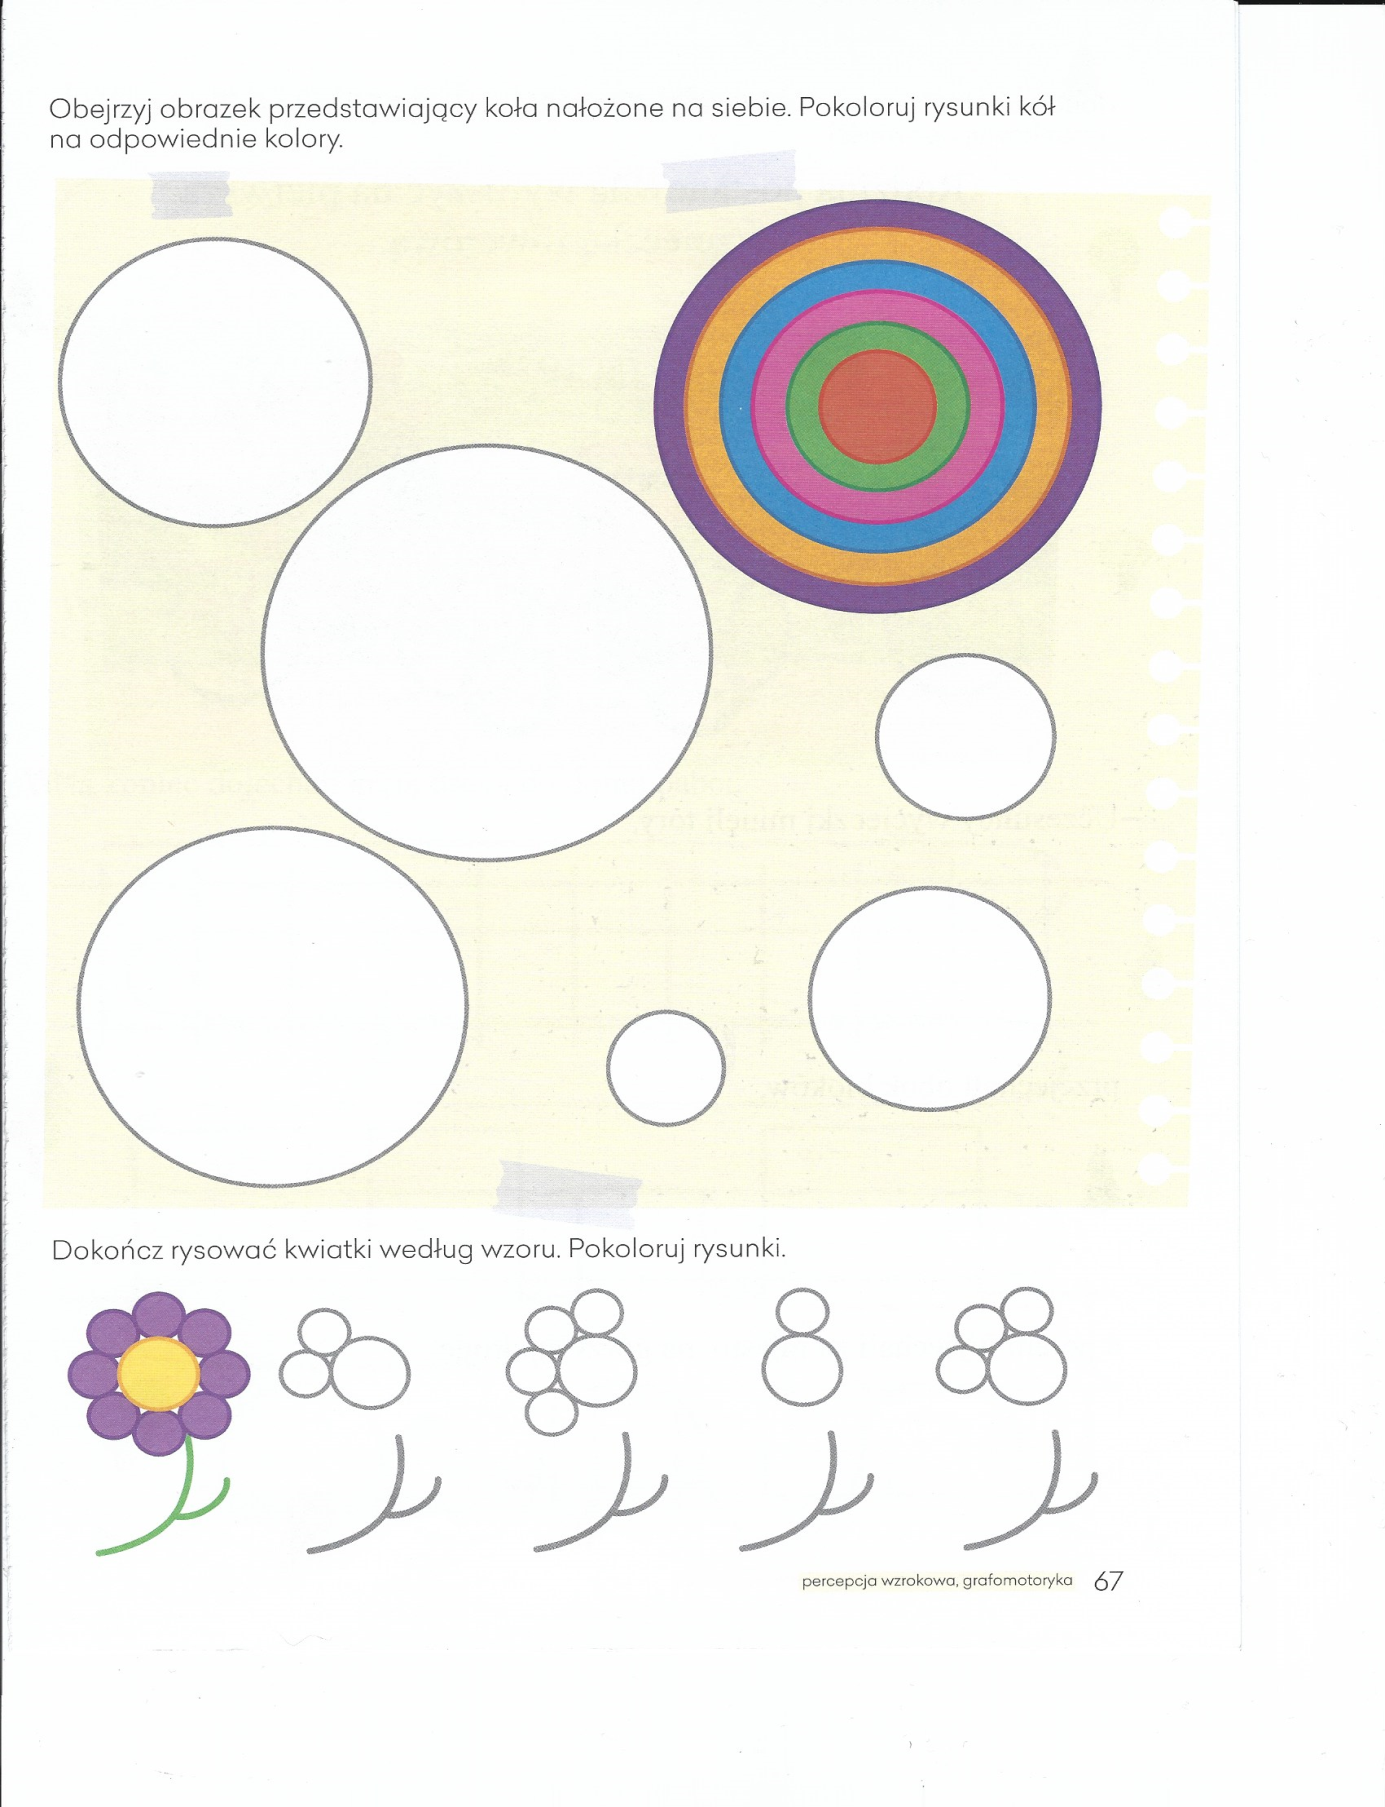 Obejrzyj obrazek przedstawiający koła nałożone na siebie. Pokoloruj rysunki kół
na odpowiednie kolory.
Dokończ rysować kwiatki według wzoru. Pokoloruj rysunki.
percepcja wzrokowa, grafomotoryka 67